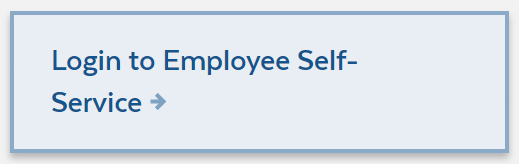 Login to Employee Self-
Service →